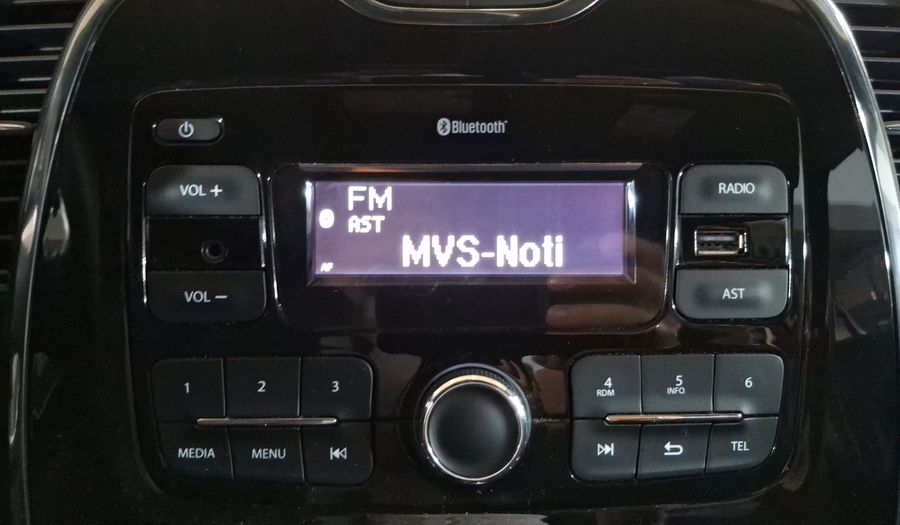 Bluetooth
VOL +
RADIO
FM
AST
MVS-Noti
AF
VOL −
AST
1
2
3
4
RDM
5
INFO
6
MEDIA
MENU
TEL